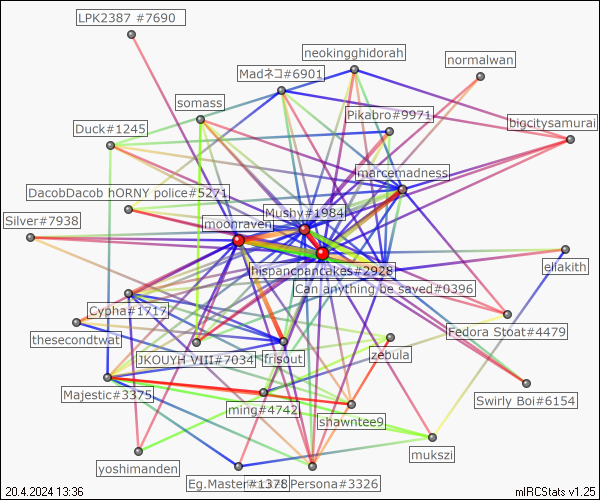 LPK2387 #7690
neokingghidorah
normalwan
Madネコ#6901
somass
Pikabro#9971
bigcitysamurai
Duck#1245
marcemadness
DacobDacob hORNY police#5271
Mushy#1984
Silver#7938
moonraven
hispancpancakes#2928
eilakith
Can anything be saved#0396
Cypha#1717
Fedora Stoat#4479
thesecondtwat
JKOUYH VIII#7034
frisout
zebula
Majestic#3375
Swirly Boi#6154
ming#4742
shawntee9
mukszi
yoshimanden
Eg.Master#1378
Persona#3326
20.4.2024 13:36
mIRCStats v1.25